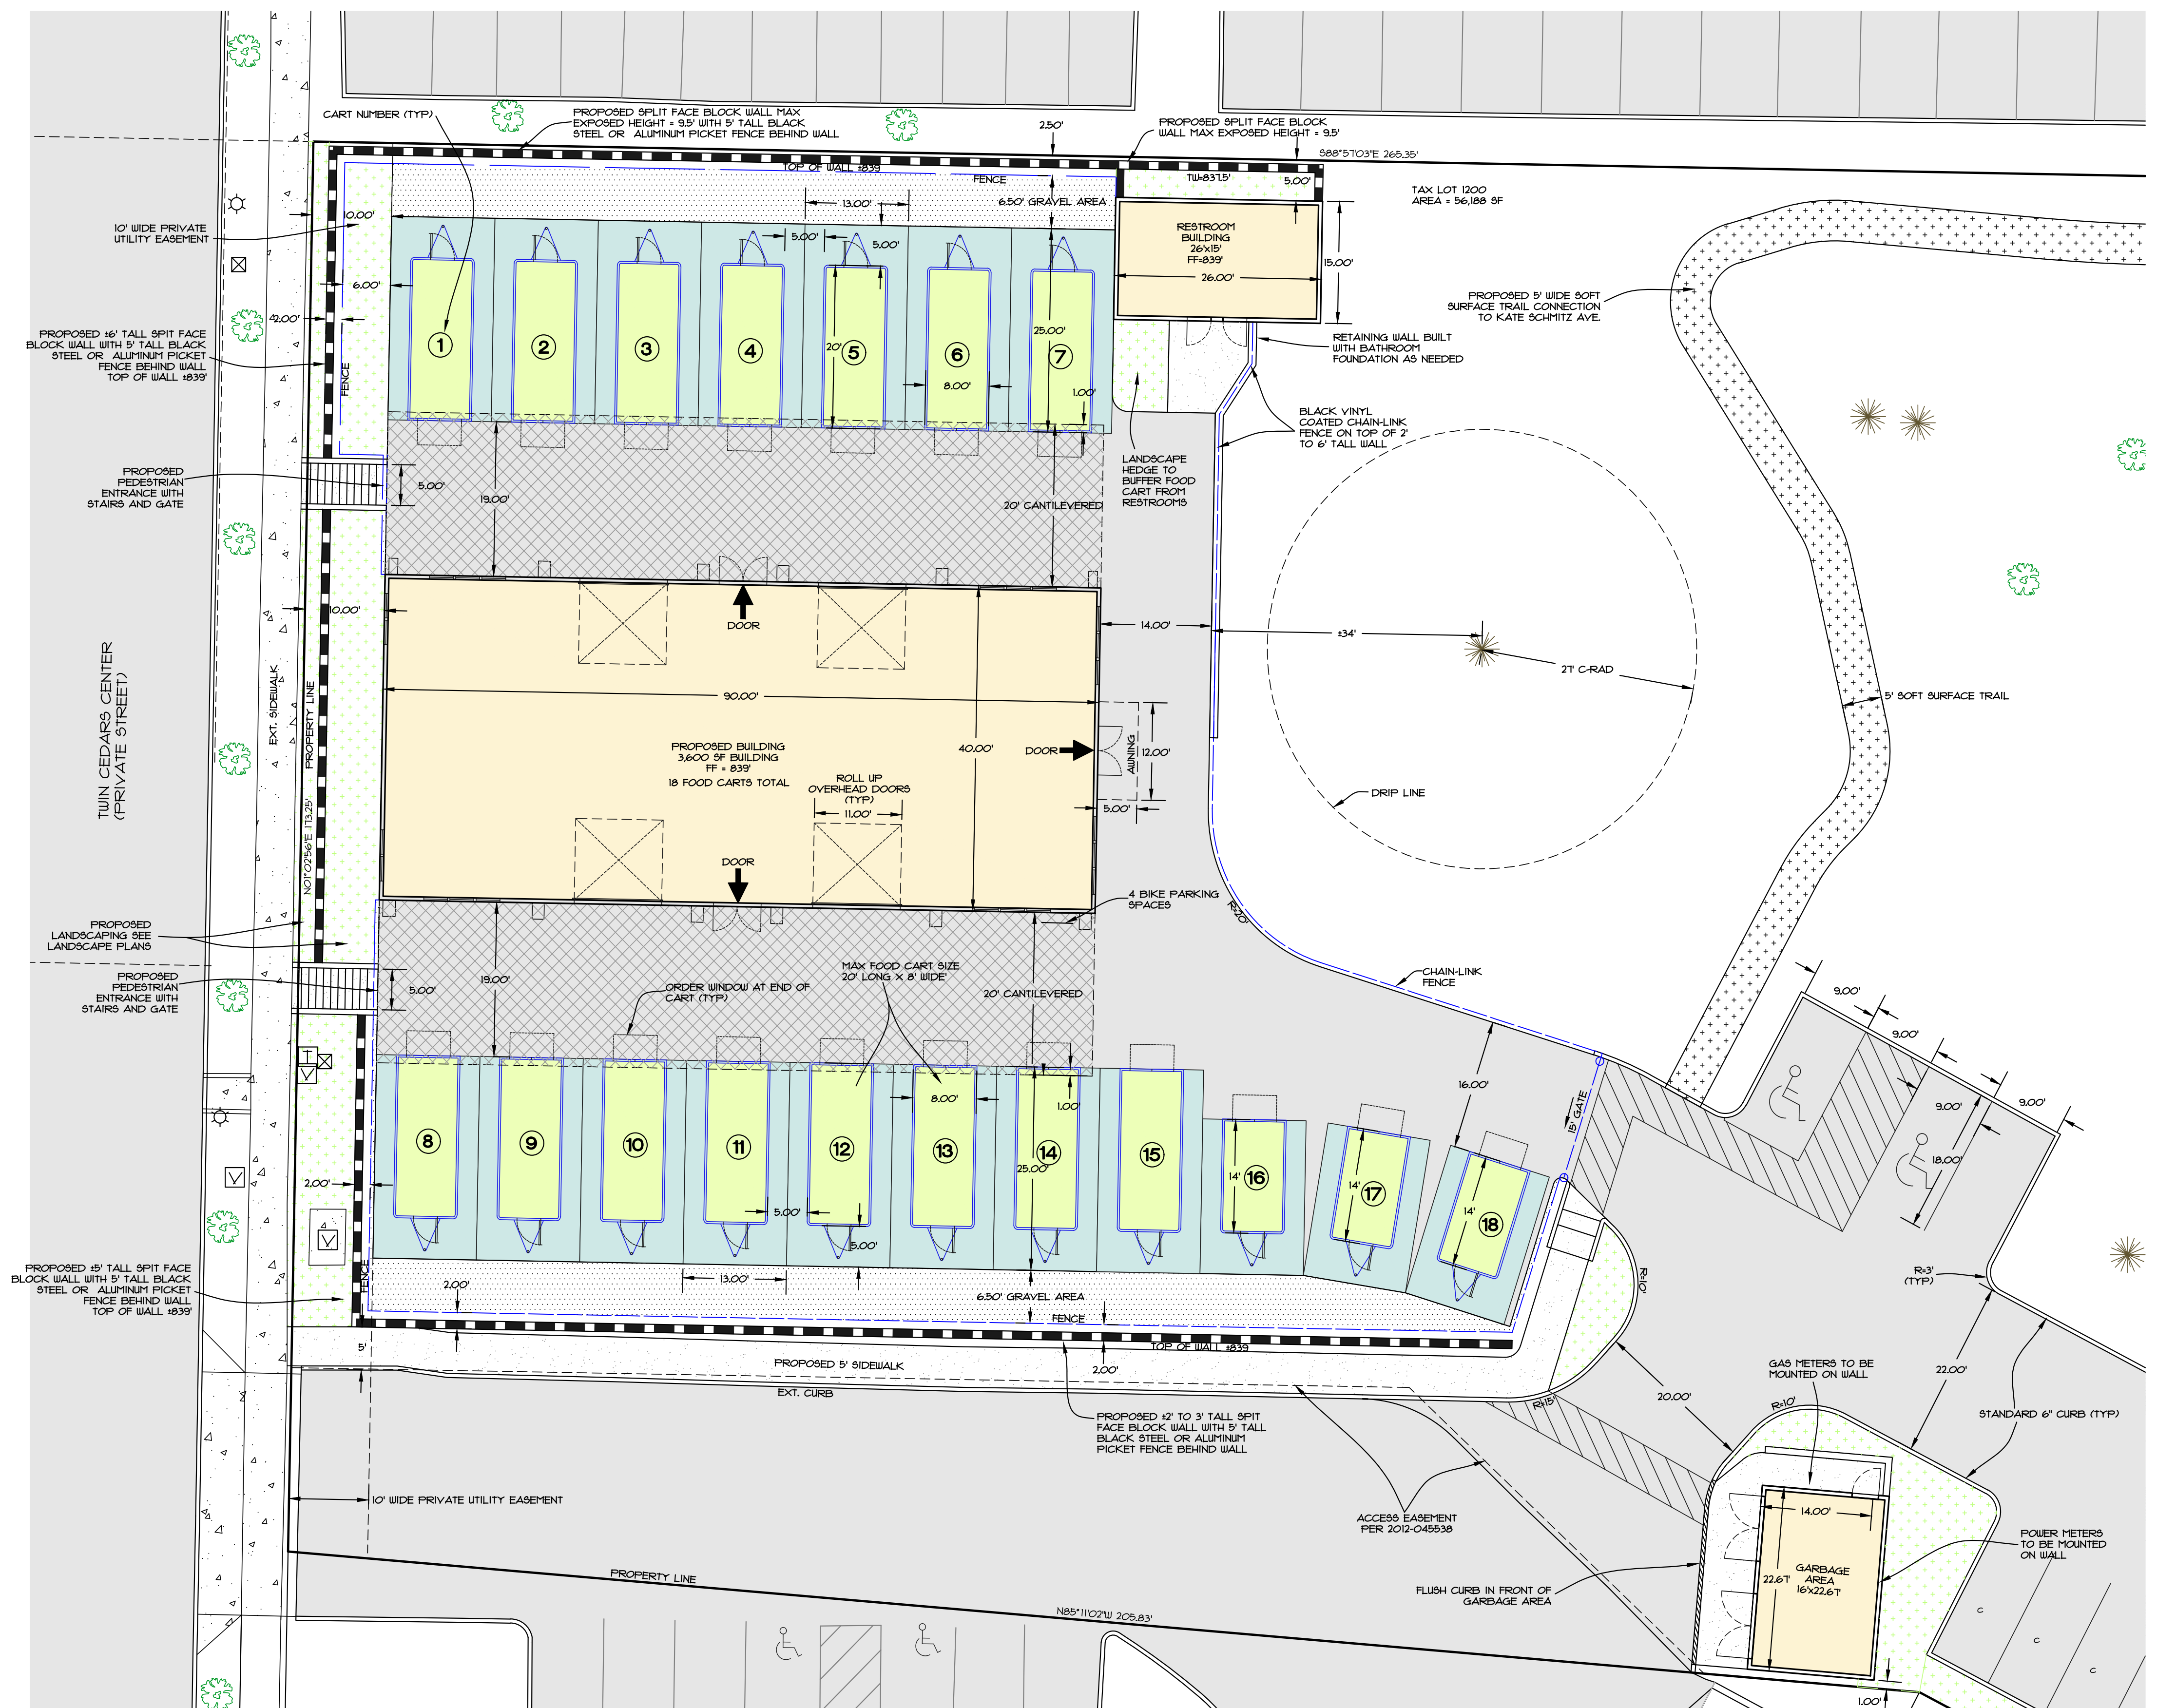 CART NUMBER (TYP)
PROPOSED SPLIT FACE BLOCK WALL MAX
EXPOSED HEIGHT = 9.5' WITH 5' TALL BLACK
STEEL OR ALUMINUM PICKET FENCE BEHIND WALL
2.50'
PROPOSED SPLIT FACE BLOCK
WALL MAX EXPOSED HEIGHT = 9.5'
S88°57'03"E 265.35'
TOP OF WALL ±839
FENCE
TW=837.5'
5.00'
TAX LOT 1200
AREA = 56,188 SF
10.00'
13.00'
6.50' GRAVEL AREA
10' WIDE PRIVATE
UTILITY EASEMENT
5.00'
5.00'
RESTROOM
BUILDING
26'x15'
FF=839'
26.00'
15.00'
6.00'
2.00'
PROPOSED ±6' TALL SPIT FACE
BLOCK WALL WITH 5' TALL BLACK
STEEL OR ALUMINUM PICKET
FENCE BEHIND WALL
TOP OF WALL ±839'
FENCE
1
2
3
4
5
6
7
20'
25.00'
8.00'
1.00'
PROPOSED 5' WIDE SOFT
SURFACE TRAIL CONNECTION
TO KATE SCHMITZ AVE.
RETAINING WALL BUILT
WITH BATHROOM
FOUNDATION AS NEEDED
BLACK VINYL
COATED CHAIN-LINK
FENCE ON TOP OF 2'
TO 6' TALL WALL
PROPOSED
PEDESTRIAN
ENTRANCE WITH
STAIRS AND GATE
5.00'
19.00'
20' CANTILEVERED
LANDSCAPE
HEDGE TO
BUFFER FOOD
CART FROM
RESTROOMS
10.00'
DOOR
14.00'
±34'
27' C-RAD
90.00'
5' SOFT SURFACE TRAIL
TWIN CEDARS CENTER
(PRIVATE STREET)
EXT. SIDEWALK
PROPERTY LINE
N01°02'56"E 173.25'
PROPOSED BUILDING
3,600 SF BUILDING
FF = 839'
18 FOOD CARTS TOTAL
40.00'
DOOR
AWNING
12.00'
5.00'
ROLL UP
OVERHEAD DOORS
(TYP)
11.00'
DRIP LINE
DOOR
4 BIKE PARKING
SPACES
R=20'
PROPOSED
LANDSCAPING SEE
LANDSCAPE PLANS
PROPOSED
PEDESTRIAN
ENTRANCE WITH
STAIRS AND GATE
5.00'
19.00'
ORDER WINDOW AT END OF
CART (TYP)
MAX FOOD CART SIZE
20' LONG X 8' WIDE'
20' CANTILEVERED
CHAIN-LINK
FENCE
9.00'
9.00'
9.00'
9.00'
18.00'
16.00'
15' GATE
8.00'
1.00'
8
9
10
11
12
13
14
15
16
17
18
25.00'
14'
14'
14'
2.00'
5.00'
5.00'
13.00'
6.50' GRAVEL AREA
2.00'
FENCE
FENCE
PROPOSED ±5' TALL SPIT FACE
BLOCK WALL WITH 5' TALL BLACK
STEEL OR ALUMINUM PICKET
FENCE BEHIND WALL
TOP OF WALL ±839'
R=10'
R=3'
(TYP)
5'
TOP OF WALL ±839
PROPOSED 5' SIDEWALK
2.00'
EXT. CURB
R=15'
20.00'
22.00'
GAS METERS TO BE
MOUNTED ON WALL
R=10'
STANDARD 6" CURB (TYP)
PROPOSED ±2' TO 3' TALL SPIT
FACE BLOCK WALL WITH 5' TALL
BLACK STEEL OR ALUMINUM
PICKET FENCE BEHIND WALL
10' WIDE PRIVATE UTILITY EASEMENT
ACCESS EASEMENT
PER 2012-045538
14.00'
POWER METERS
TO BE MOUNTED
ON WALL
GARBAGE
AREA
16'x22.67'
22.67'
FLUSH CURB IN FRONT OF
GARBAGE AREA
PROPERTY LINE
N85°11'02"W 205.83'
C
C
C
1.00'